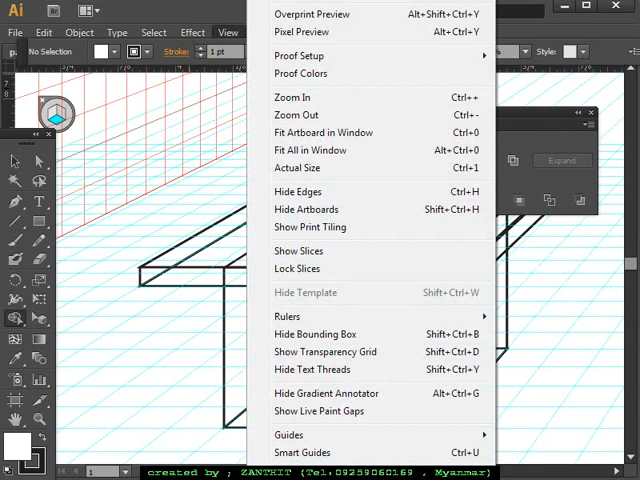 Ai
Br
File Edit Object Type Select Effect View
No Selection
Stroke:
1 pt
%
Style:
Overprint Preview Alt+Shift+Ctrl+Y
Pixel Preview Alt+Ctrl+Y
Proof Setup
Proof Colors
Zoom In Ctrl++
Zoom Out Ctrl+-
Fit Artboard in Window Ctrl+0
Fit All in Window Alt+Ctrl+0
Actual Size Ctrl+1
Hide Edges Ctrl+H
Hide Artboards Shift+Ctrl+H
Show Print Tiling
Show Slices
Lock Slices
Hide Template Shift+Ctrl+W
Rulers
Hide Bounding Box Shift+Ctrl+B
Show Transparency Grid Shift+Ctrl+D
Hide Text Threads Shift+Ctrl+Y
Hide Gradient Annotator Alt+Ctrl+G
Show Live Paint Gaps
Guides
Smart Guides Ctrl+U
Expand
1
created by ; ZANTHIT (Tel:09259060169 , Myanmar)